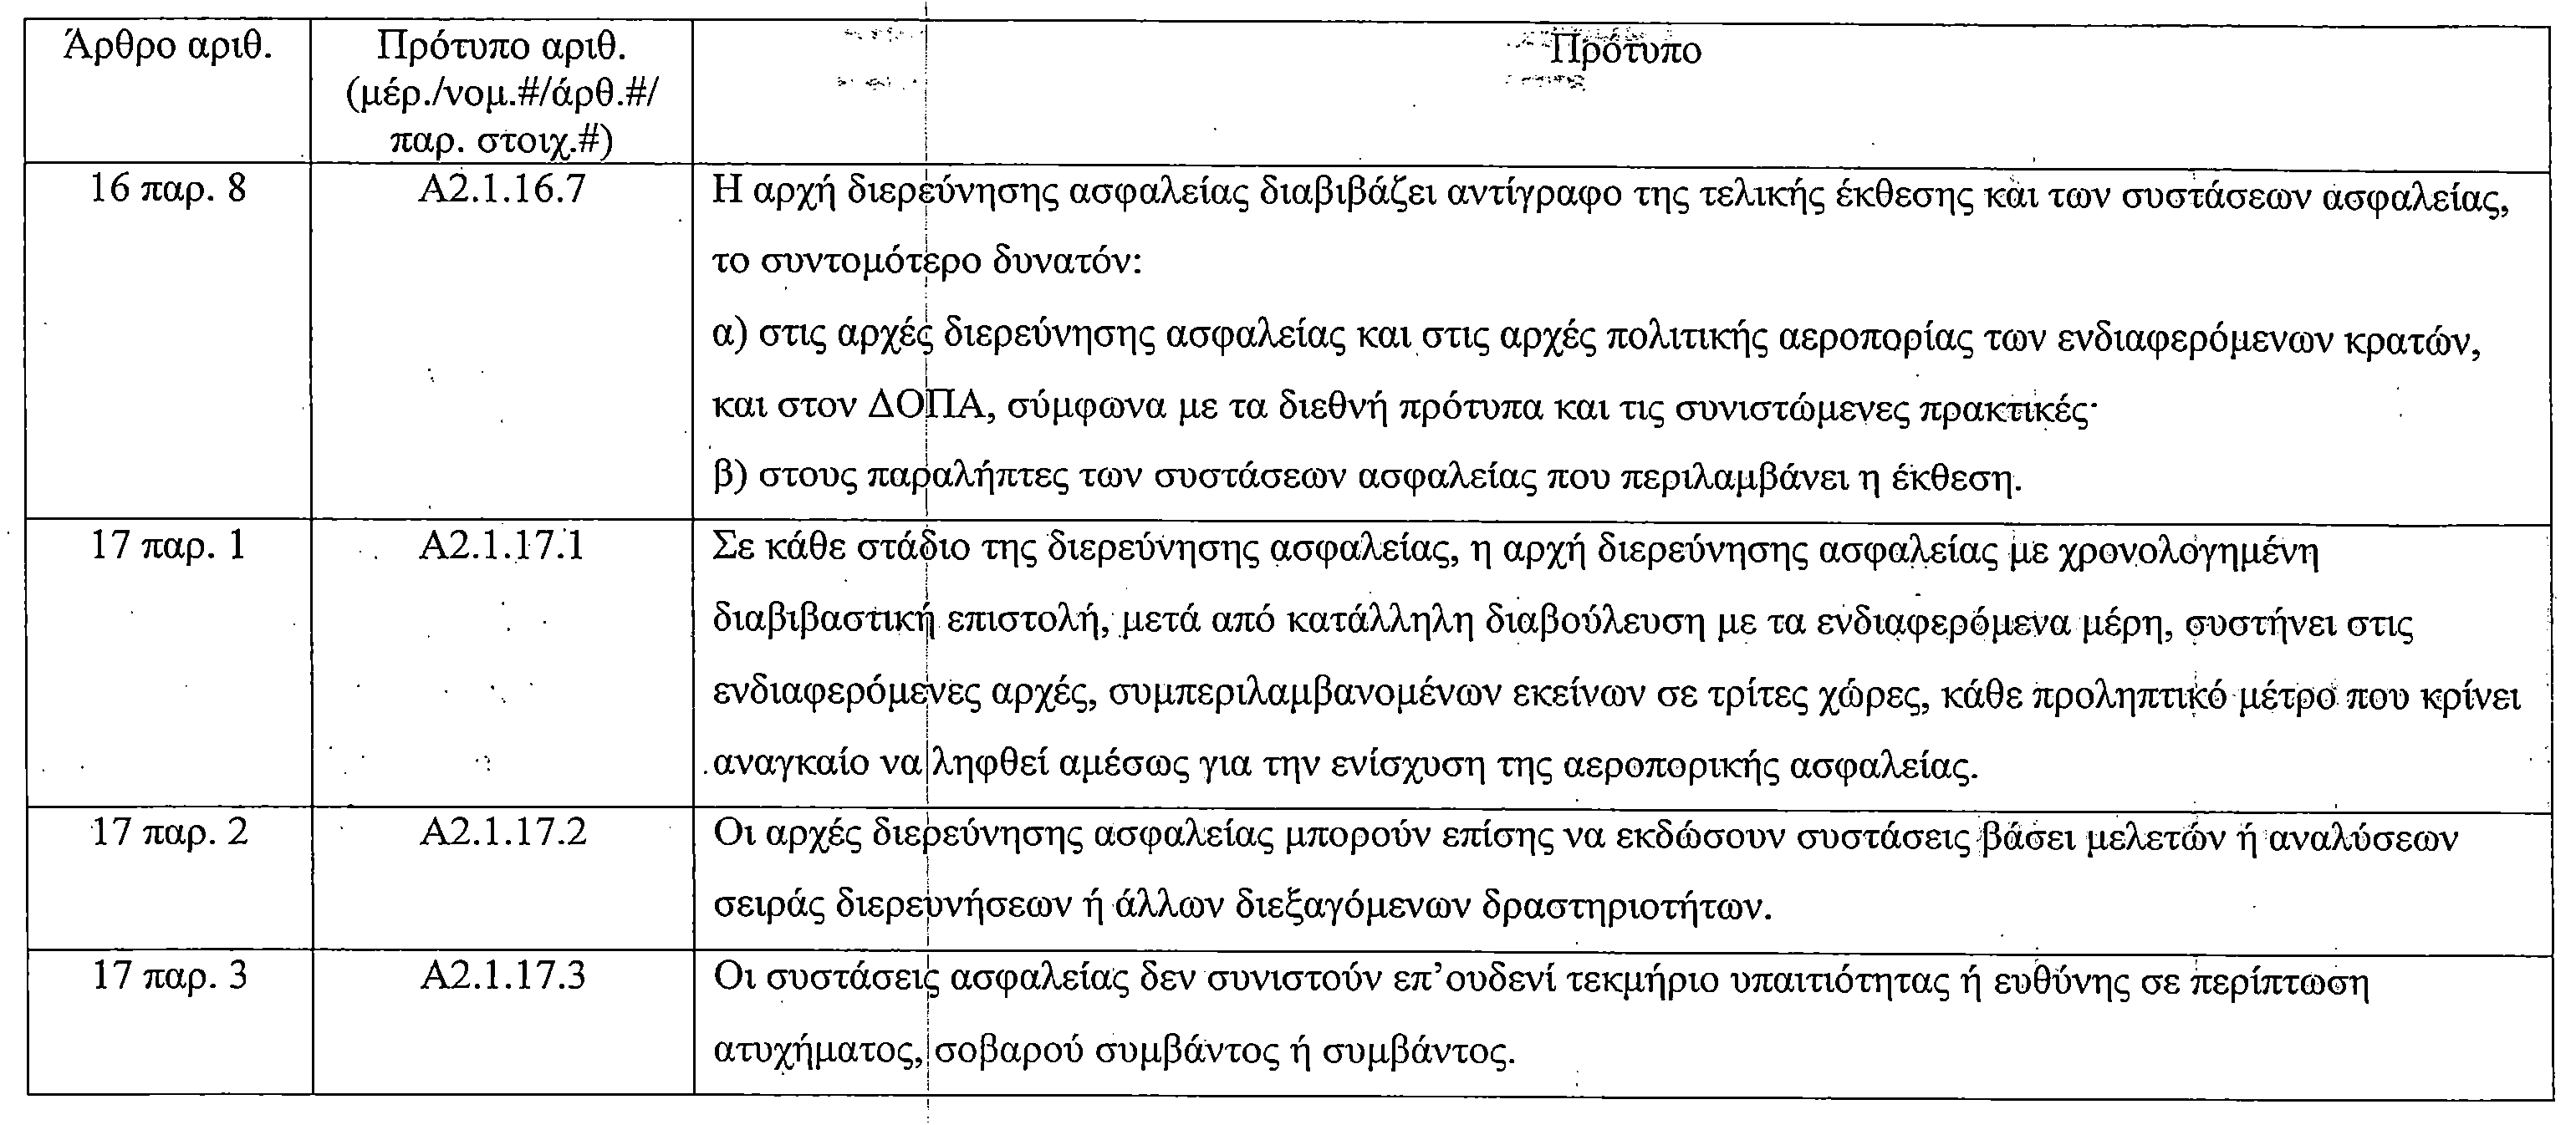 Άρθρο αριθ.
Πρότυπο αριθ.
(μέρ./νομ.#/άρθ.#/
παρ. στοιχ.#)
Πρότυπο
16 παρ. 8
Α2.1.16.7
Η αρχή διερεύνησης ασφαλείας διαβιβάζει αντίγραφο της τελικής έκθεσης και των συστάσεων ασφαλείας,
το συντομότερο δυνατόν:
α) στις αρχές διερεύνησης ασφαλείας και στις αρχές πολιτικής αεροπορίας των ενδιαφερόμενων κρατών,
και στον ΔΟΠΑ, σύμφωνα με τα διεθνή πρότυπα και τις συνιστώμενες πρακτικές·
β) στους παραλήπτες των συστάσεων ασφαλείας που περιλαμβάνει η έκθεση.
17 παρ. 1
Α2.1.17.1
Σε κάθε στάδιο της διερεύνησης ασφαλείας, η αρχή διερεύνησης ασφαλείας με χρονολογημένη
διαβιβαστική επιστολή, μετά από κατάλληλη διαβούλευση με τα ενδιαφερόμενα μέρη, συστήνει στις
ενδιαφερόμενες αρχές, συμπεριλαμβανομένων εκείνων σε τρίτες χώρες, κάθε προληπτικό μέτρο που κρίνει
αναγκαίο να ληφθεί αμέσως για την ενίσχυση της αεροπορικής ασφαλείας.
17 παρ. 2
Α2.1.17.2
Οι αρχές διερεύνησης ασφαλείας μπορούν επίσης να εκδώσουν συστάσεις βάσει μελετών ή αναλύσεων
σειράς διερευνήσεων ή άλλων διεξαγόμενων δραστηριοτήτων.
17 παρ. 3
Α2.1.17.3
Οι συστάσεις ασφαλείας δεν συνιστούν επ’ουδενί τεκμήριο υπαιτιότητας ή ευθύνης σε περίπτωση
ατυχήματος, σοβαρού συμβάντος ή συμβάντος.